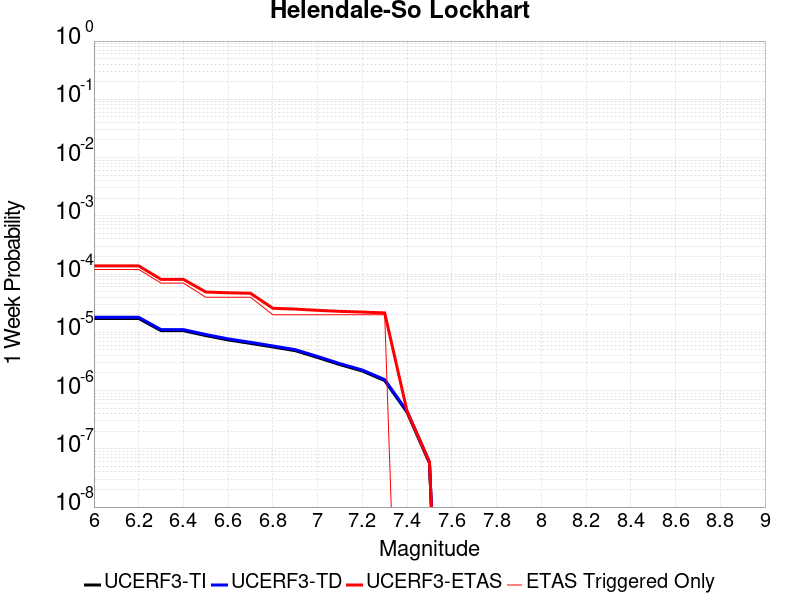 Helendale-So Lockhart
10^0
10^-1
10^-2
10^-3
10^-4
10^-5
10^-6
10^-7
10^-8
1 Week Probability
6 6.2 6.4 6.6 6.8 7 7.2 7.4 7.6 7.8 8 8.2 8.4 8.6 8.8 9
Magnitude
UCERF3-TI UCERF3-TD UCERF3-ETAS ETAS Triggered Only